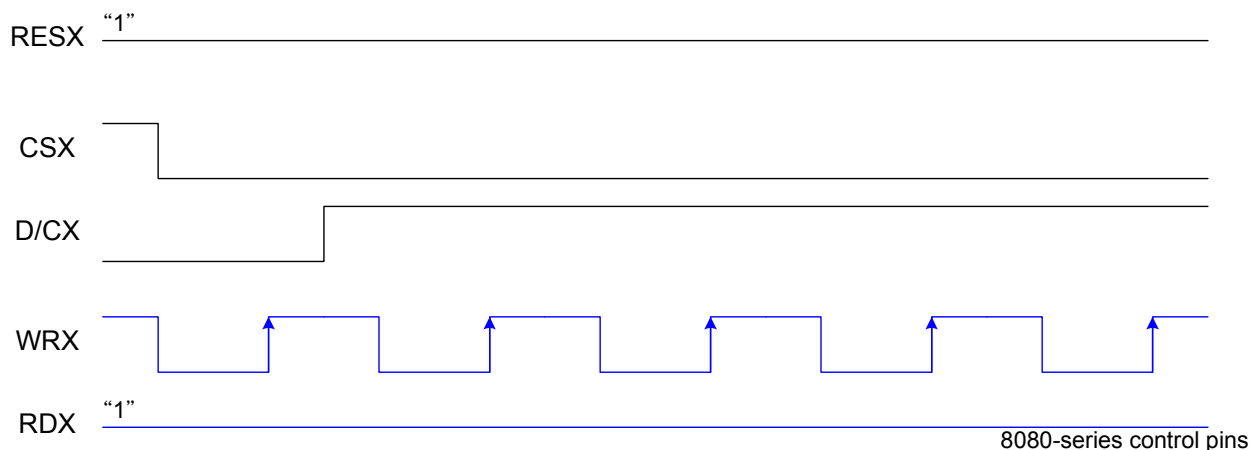 RESX “1”
CSX
D/CX
WRX
RDX “1”
8080-series control pins